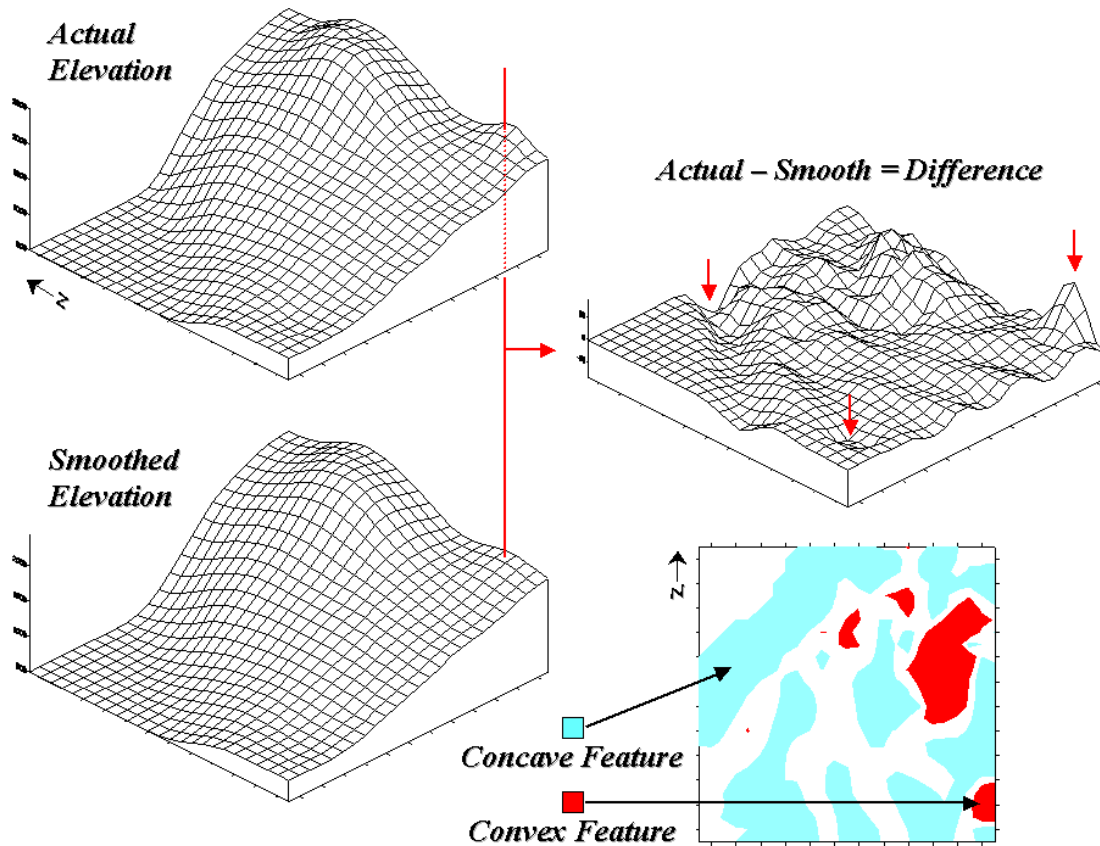 Actual
Elevation
Actual – Smooth = Difference
N
Smoothed
Elevation
N
Concave Feature
Convex Feature